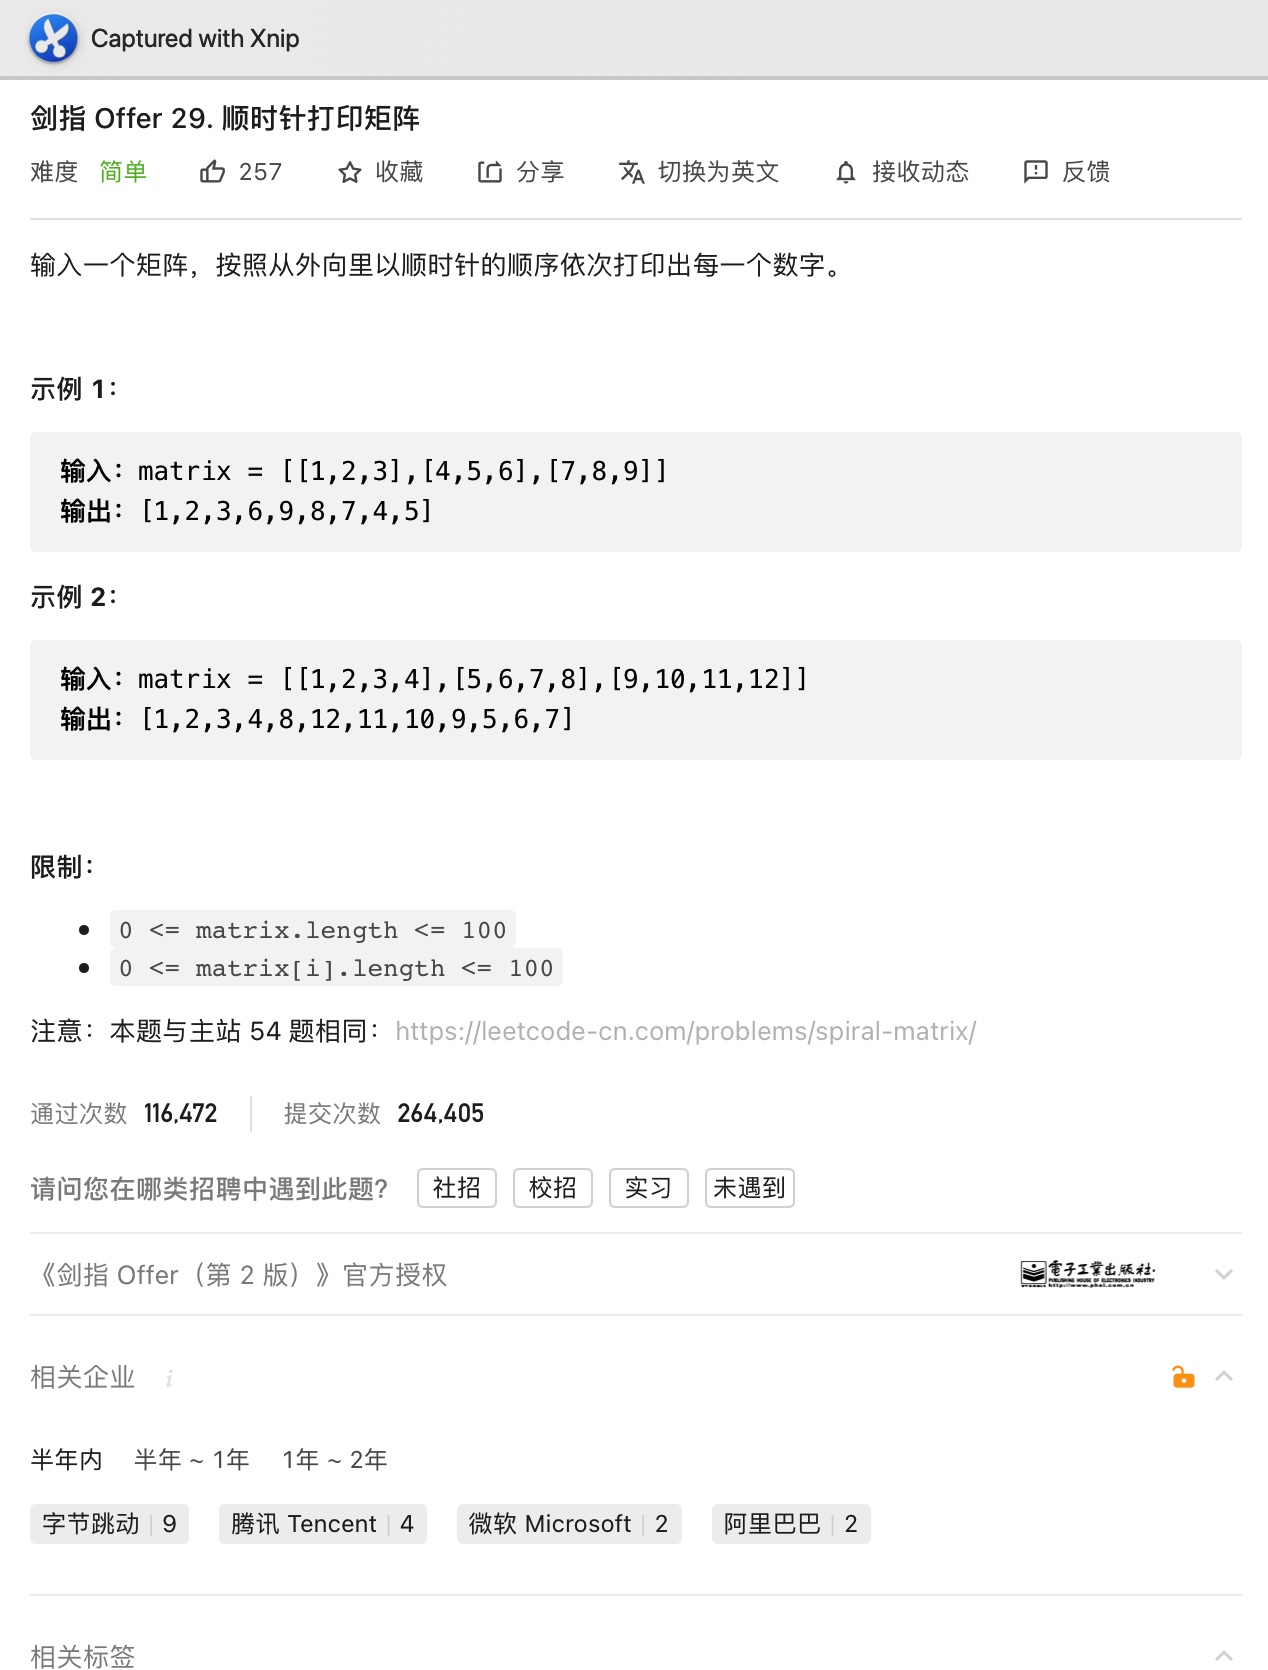 Captured with Xnip
剑指 Offer 29. 顺时针打印矩阵
难度 简单 257 收藏 分享 切换为英文 接收动态 反馈
输入一个矩阵，按照从外向里以顺时针的顺序依次打印出每一个数字。
示例 1：
输入：matrix = [[1,2,3],[4,5,6],[7,8,9]]
输出：[1,2,3,6,9,8,7,4,5]
示例 2：
输入：matrix = [[1,2,3,4],[5,6,7,8],[9,10,11,12]]
输出：[1,2,3,4,8,12,11,10,9,5,6,7]
限制：
0 <= matrix.length <= 100
0 <= matrix[i].length <= 100
注意：本题与主站 54 题相同：https://leetcode-cn.com/problems/spiral-matrix/
通过次数 116,472 提交次数 264,405
请问您在哪类招聘中遇到此题？ 社招 校招 实习 未遇到
《剑指 Offer（第 2 版）》官方授权 電子工業出版社·
PUBLISHING HOUSE OF ELECTRONICS INDUSTRY
http://www.phei.com.cn
相关企业 i
半年内 半年 ~ 1年 1年 ~ 2年
字节跳动 | 9 腾讯 Tencent | 4 微软 Microsoft | 2 阿里巴巴 | 2
相关标签